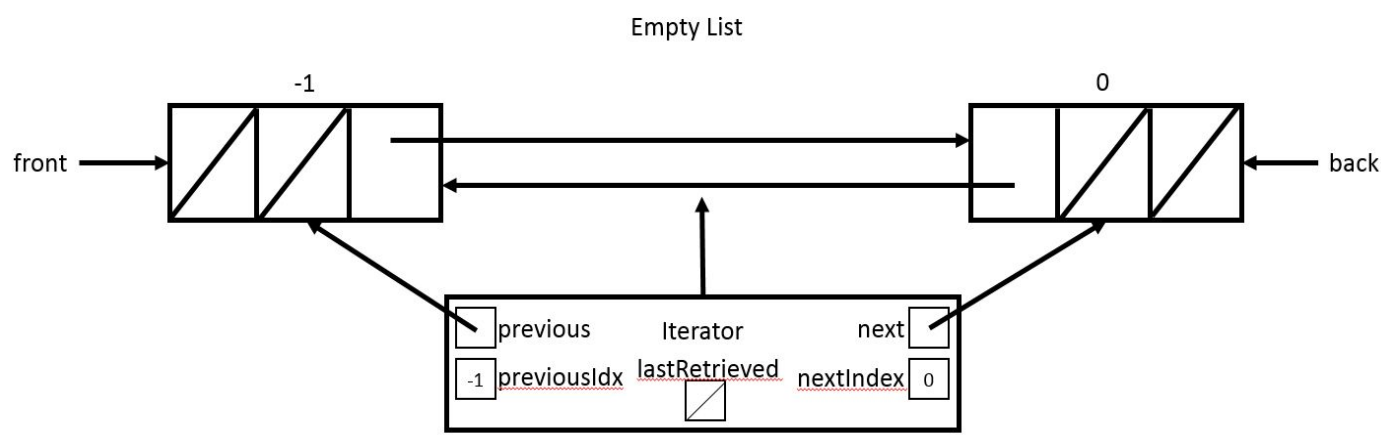 Empty List
-1
0
front
back
previous
Iterator
next
-1
previousIdx
lastRetrieved
nextIndex
0